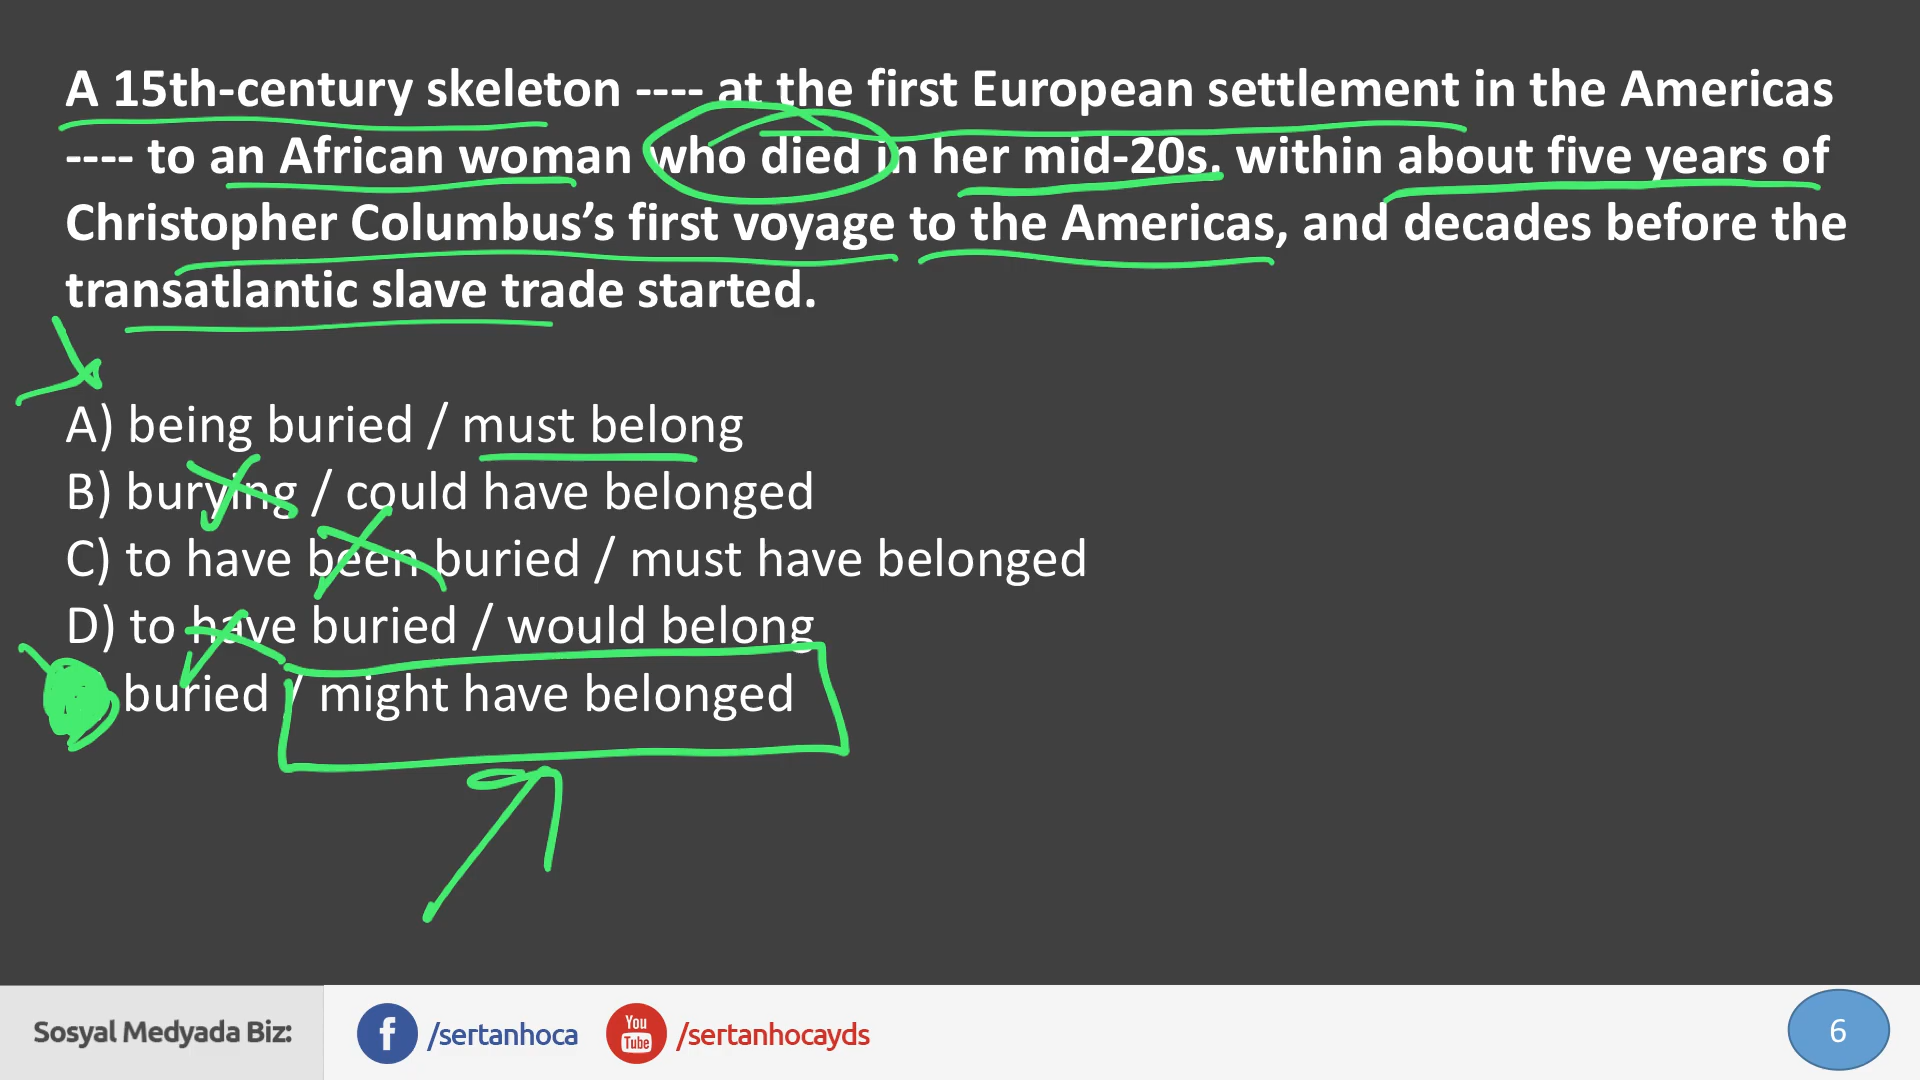 A 15th-century skeleton ---- at the first European settlement in the Americas
---- to an African woman who died in her mid-20s, within about five years of
Christopher Columbus’s first voyage to the Americas, and decades before the
transatlantic slave trade started.
A) being buried / must belong
B) burying / could have belonged
C) to have been buried / must have belonged
D) to have buried / would belong
buried / might have belonged
Sosyal Medyada Biz:
f /sertanhoca You Tube /sertanhocayds
6